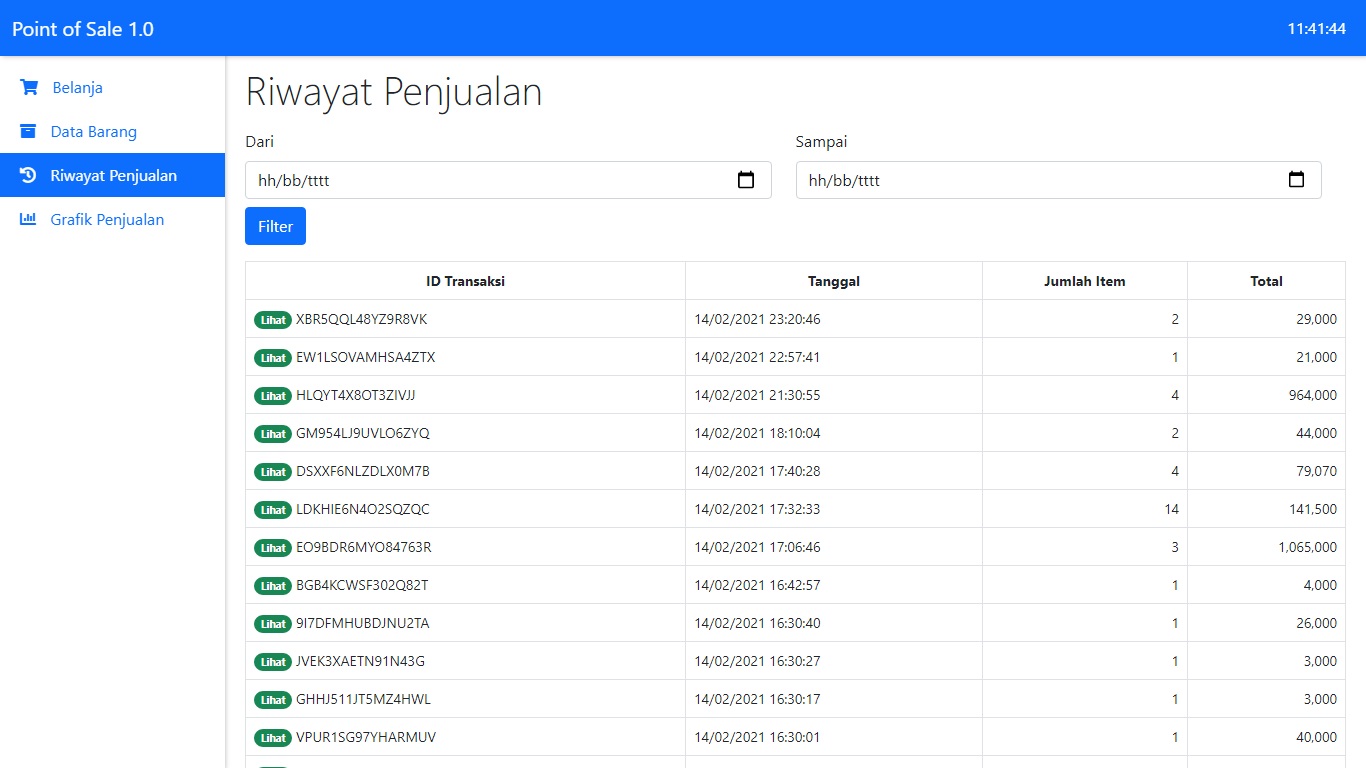 Point of Sale 1.0 11:41:44
Belanja
Data Barang
Riwayat Penjualan
Grafik Penjualan
Riwayat Penjualan
Dari Sampai
hh/bb/tttt hh/bb/tttt
Filter
ID Transaksi Tanggal Jumlah Item Total
Lihat XBR5QQL48YZ9R8VK 14/02/2021 23:20:46 2 29,000
Lihat EW1LSOVAMHSA4ZTX 14/02/2021 22:57:41 1 21,000
Lihat HLQYT4X8OT3ZIVJJ 14/02/2021 21:30:55 4 964,000
Lihat GM954LJ9UVLO6ZYQ 14/02/2021 18:10:04 2 44,000
Lihat DSXXF6NLZDLX0M7B 14/02/2021 17:40:28 4 79,070
Lihat LDKHIE6N4O2SQZQC 14/02/2021 17:32:33 14 141,500
Lihat EO9BDR6MYO84763R 14/02/2021 17:06:46 3 1,065,000
Lihat BGB4KCWSF302Q82T 14/02/2021 16:42:57 1 4,000
Lihat 9I7DFMHUBDJNU2TA 14/02/2021 16:30:40 1 26,000
Lihat JVEK3XAETN91N43G 14/02/2021 16:30:27 1 3,000
Lihat GHHJ511JT5MZ4HWL 14/02/2021 16:30:17 1 3,000
Lihat VPUR1SG97YHARMUV 14/02/2021 16:30:01 1 40,000